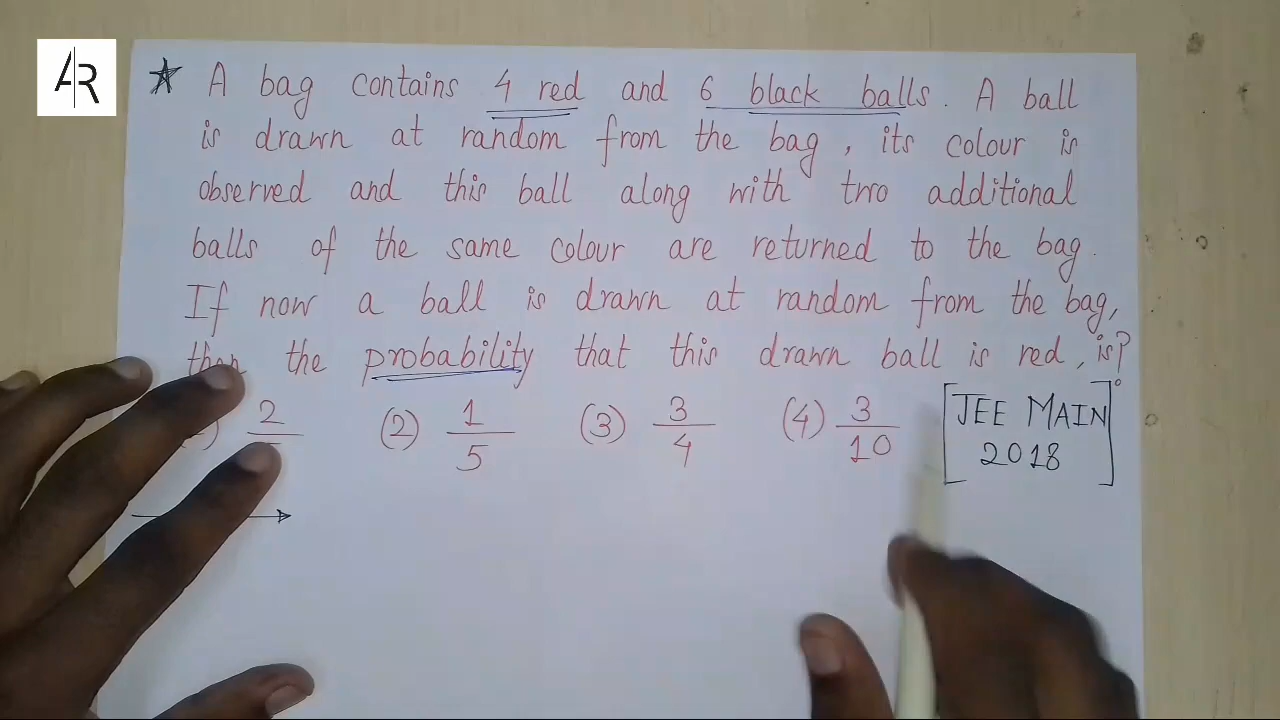 AR
A bag contains 4 red and 6 black balls. A ball
is drawn at random from the bag, its colour is
observed and this ball along with two additional
balls of the same colour are returned to the bag.
If now a ball is drawn at random from the bag,
then the probability that this drawn ball is red, is?
2
(2) 1/5 (3) 3/4 (4) 3/10 [JEE MAIN
2018]